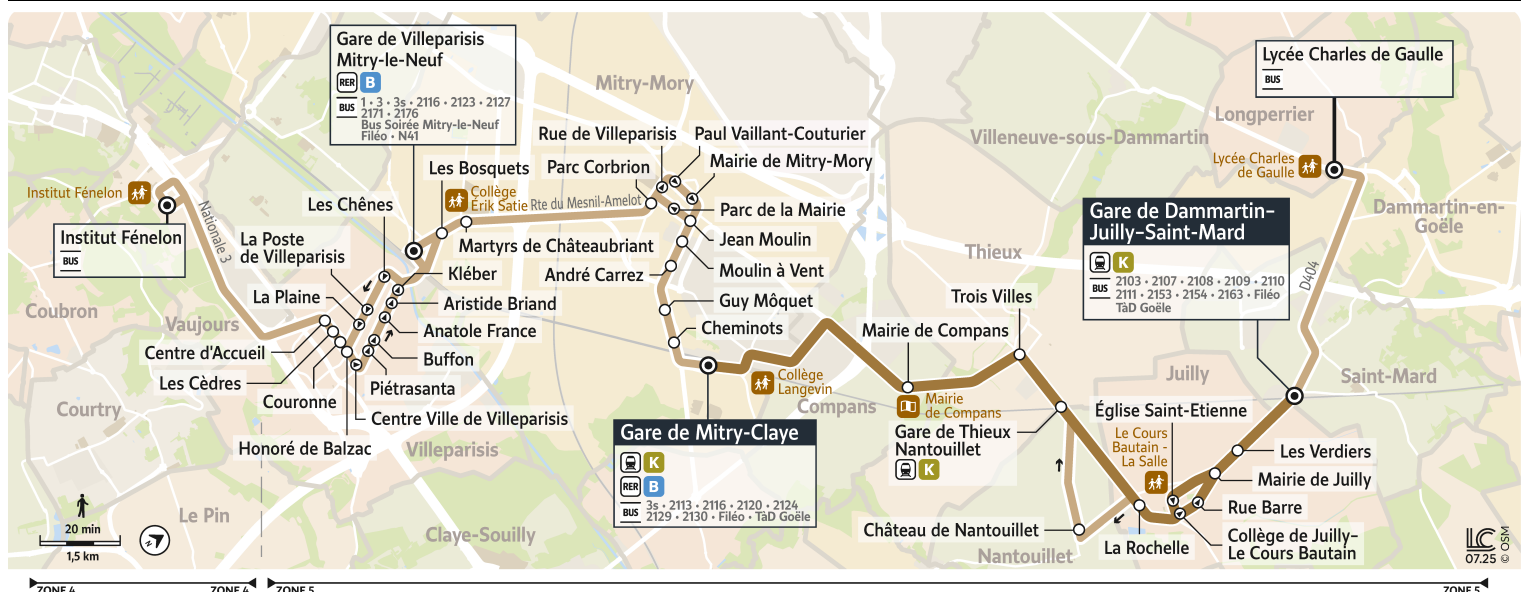 Gare de Villeparisis
Mitry-le-Neuf
RER B
BUS
1 • 3 • 3s • 2116 • 2123 • 2127
2171 • 2176
Bus Soirée Mitry-le-Neuf
Filéo • N41
Lycée Charles de Gaulle
BUS
Mitry-Mory
Longperrier
Villeneuve-sous-Dammartin
Rue de Villeparisis
Paul Vaillant-Couturier
Parc Corbrion
Mairie de Mitry-Mory
Les Bosquets
Lycée Charles
de Gaulle
Institut Fénelon
Collège
Érik Satie
Rte du Mesnil-Amelot
Les Chênes
Parc de la Mairie
Gare de Dammartin-
Juilly-Saint-Mard
K
BUS
2103 • 2107 • 2108 • 2109 • 2110
2111 • 2153 • 2154 • 2163 • Filéo
TàD Goële
Dammartin-en-
Goële
Nationale 3
Institut Fénelon
BUS
La Poste
de Villeparisis
Martyrs de Châteaubriant
Jean Moulin
Thieux
Kléber
André Carrez
Moulin à Vent
D404
La Plaine
Aristide Briand
Guy Môquet
Trois Villes
Coubron
Vaujours
Anatole France
Cheminots
Mairie de Compans
Centre d'Accueil
Buffon
Les Cèdres
Piétrasanta
Collège
Langevin
Juilly
Saint-Mard
Couronne
Compans
Mairie
de Compans
Courtry
Centre Ville de Villeparisis
Église Saint-Etienne
Gare de Mitry-Claye
K
RER B
BUS
3s • 2113 • 2116 • 2120 • 2124
2129 • 2130 • Filéo • TàD Goële
Gare de Thieux
Nantouillet
K
Le Cours
Bautain -
La Salle
Honoré de Balzac
Villeparisis
Les Verdiers
Mairie de Juilly
Rue Barre
Le Pin
20 min
1,5 km
Claye-Souilly
Château de Nantouillet
La Rochelle
Collège de Juilly-
Le Cours Bautain
Nantouillet
LC
07.25 © OSM
ZONE 4
ZONE 4
ZONE 5
ZONE 5